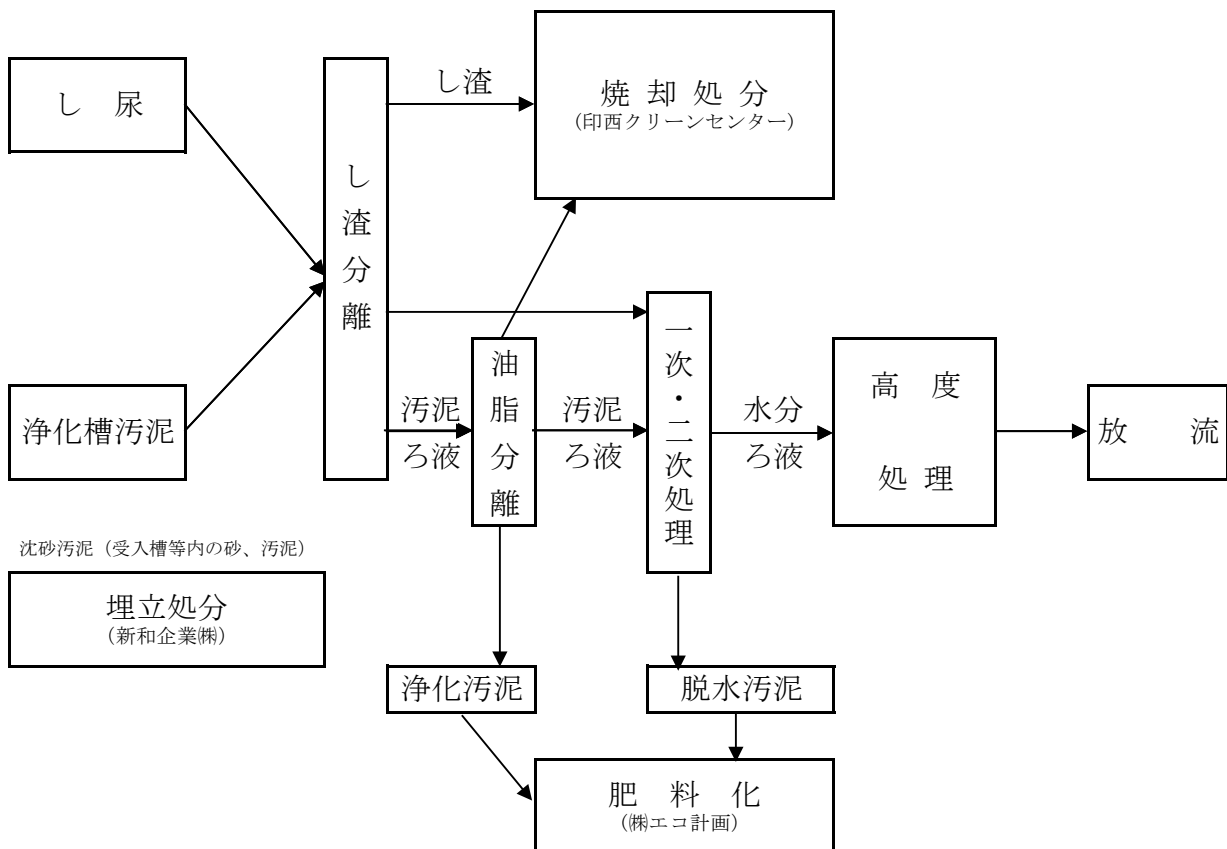 し　尿
し渣
焼 却 処 分
（印西クリーンセンター）
し渣分離
浄化槽汚泥
汚泥
ろ液
油脂分離
汚泥
ろ液
一次・二次処理
水分
ろ液
高　度
処 理
放　　流
沈砂汚泥（受入槽等内の砂、汚泥）
埋立処分
（新和企業㈱）
浄化汚泥
脱水汚泥
肥　料　化
（㈱エコ計画）